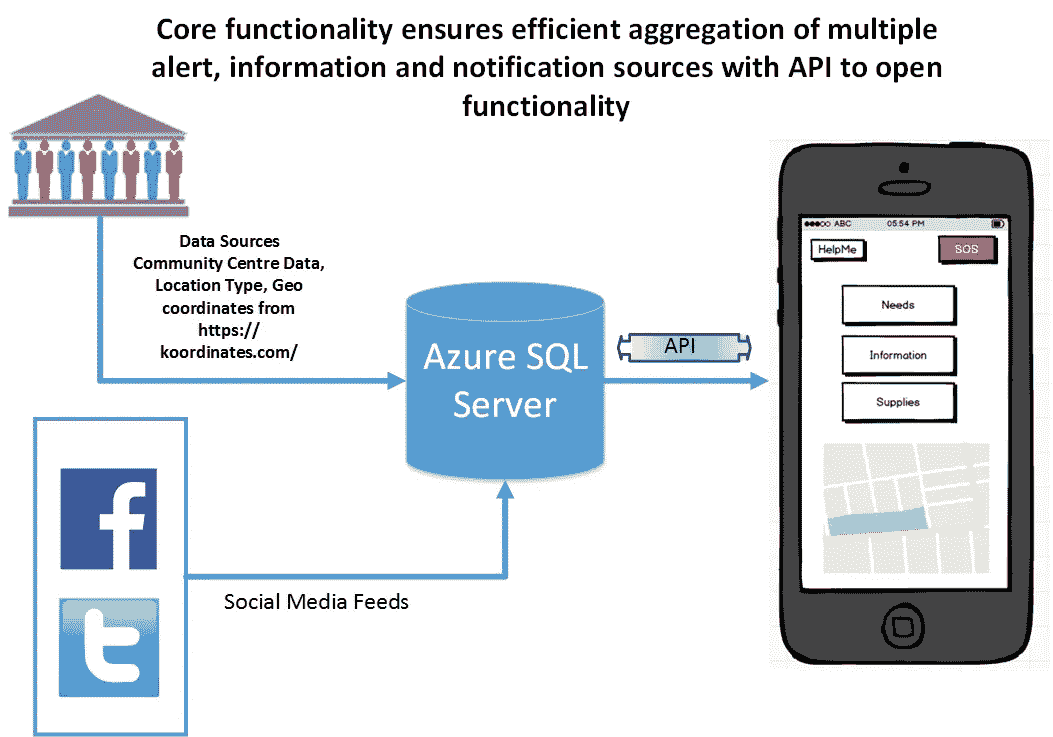 Core functionality ensures efficient aggregation of multiple
alert, information and notification sources with API to open
functionality
Data Sources
Community Centre Data,
Location Type, Geo
coordinates from
https://
koordinates.com/
Azure SQL
Server
API
ABC 05:54 PM
HelpMe SOS
Needs
Information
Supplies
f
t
Social Media Feeds